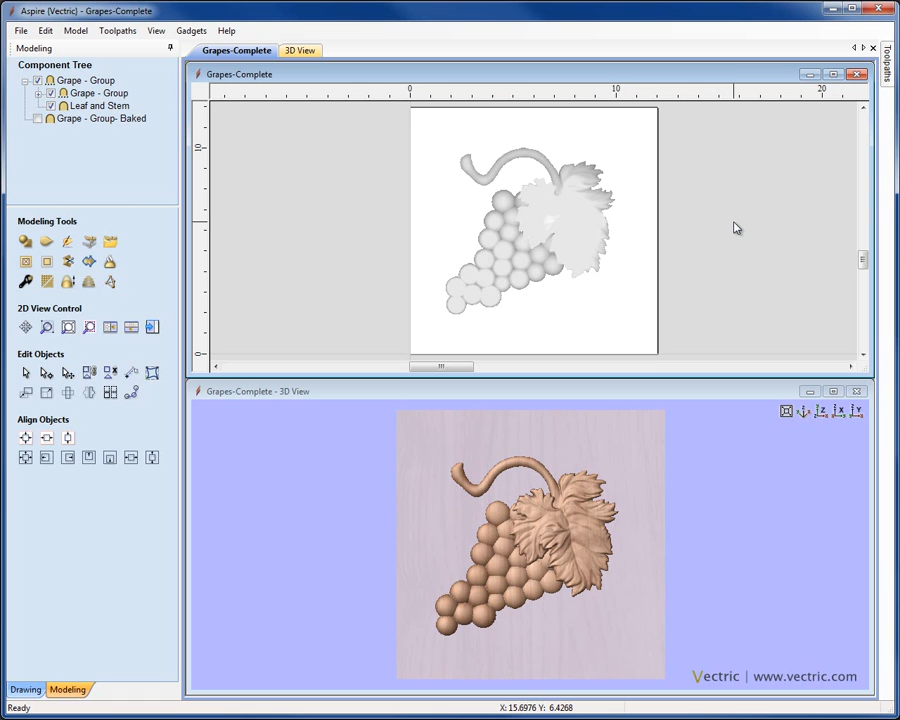 Aspire {Vectric} - Grapes-Complete
File Edit Model Toolpaths View Gadgets Help
Modeling
Component Tree
Grape - Group
Grape - Group
Leaf and Stem
Grape - Group- Baked
Modeling Tools
2D View Control
Edit Objects
Align Objects
Drawing Modeling
Grapes-Complete 3D View
Grapes-Complete
0 10 20
10
0
Grapes-Complete - 3D View
Z X Y
Vectric | www.vectric.com
Toolpaths
Ready X: 15.6976 Y: 6.4268